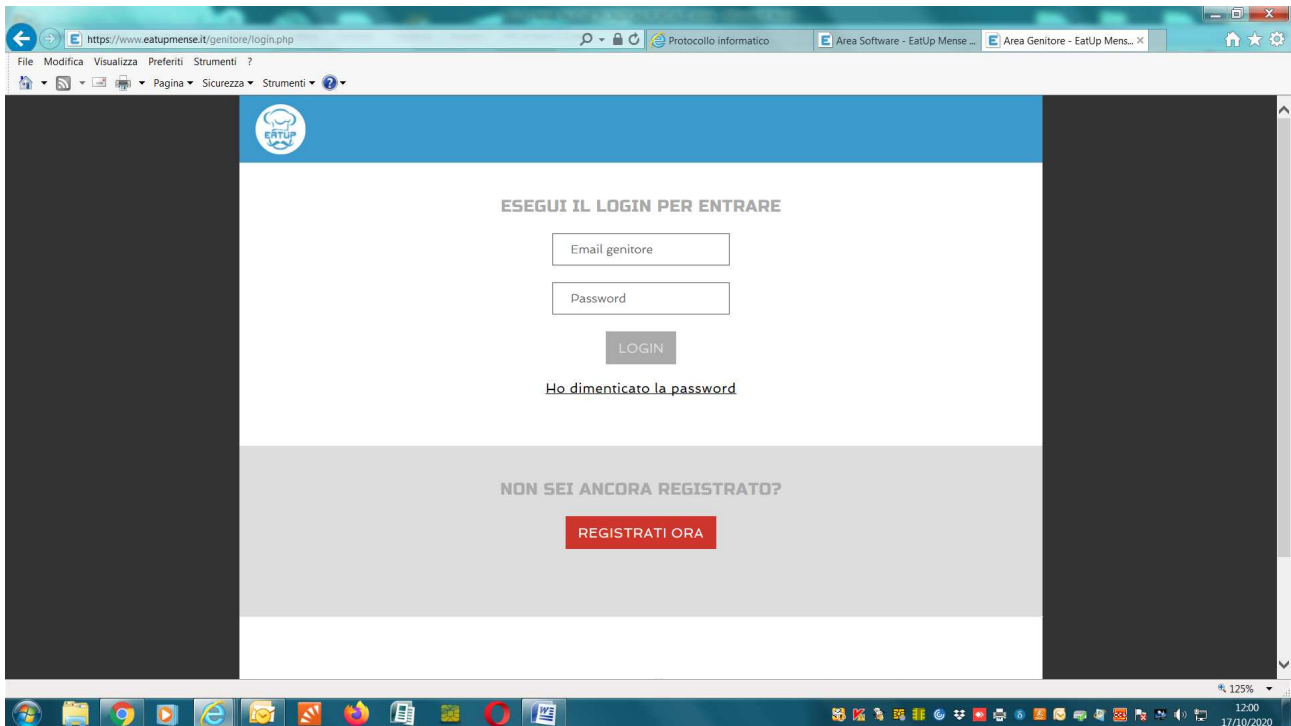 https://www.eatupmense.it/genitore/login.php
Protocollo informatico
Area Software - EatUp Mense ...
Area Genitore - EatUp Mens...
File Modifica Visualizza Preferiti Strumenti ?
Pagina Sicurezza Strumenti
EATUP
ESEGUI IL LOGIN PER ENTRARE
Email genitore
Password
LOGIN
Ho dimenticato la password
NON SEI ANCORA REGISTRATO?
REGISTRATI ORA
125%
12:00
17/10/2020